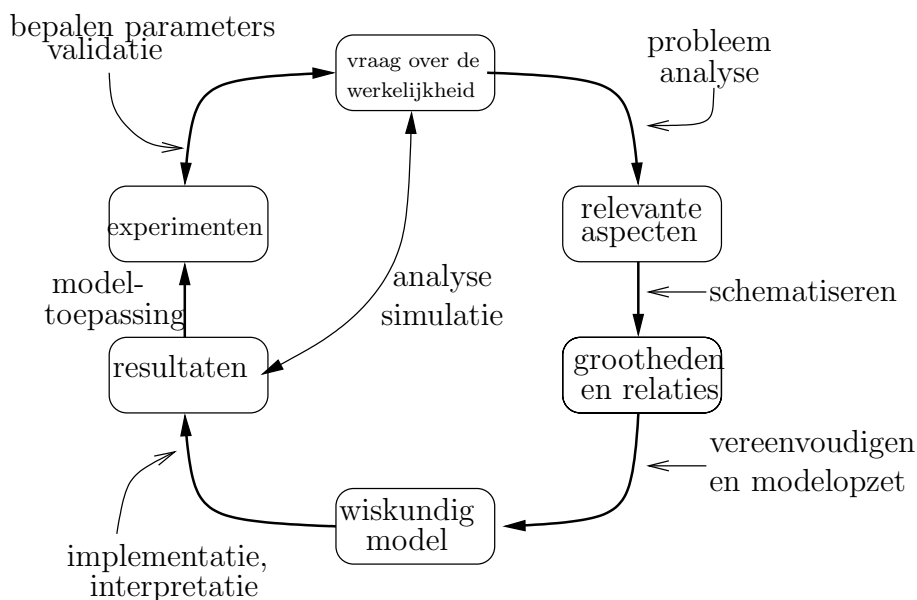 bepalen parameters
validatie
vraag over de
werkelijkheid
probleem
analyse
experimenten
relevante
aspecten
model-
toepassing
analyse
simulatie
schematiseren
resultaten
grootheden
en relaties
vereenvoudigen
en modelopzet
wiskundig
model
implementatie,
interpretatie